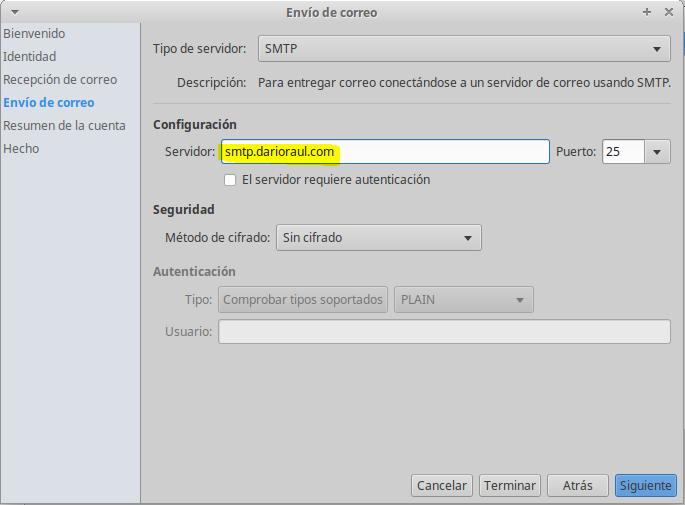 Envío de correo
Bienvenido
Identidad
Recepción de correo
Envío de correo
Resumen de la cuenta
Hecho
Tipo de servidor: SMTP
Descripción: Para entregar correo conectándose a un servidor de correo usando SMTP.
Configuración
Servidor: smtp.darioraul.com Puerto: 25
El servidor requiere autenticación
Seguridad
Método de cifrado: Sin cifrado
Autenticación
Tipo: Comprobar tipos soportados PLAIN
Usuario:
Cancelar Terminar Atrás Siguiente